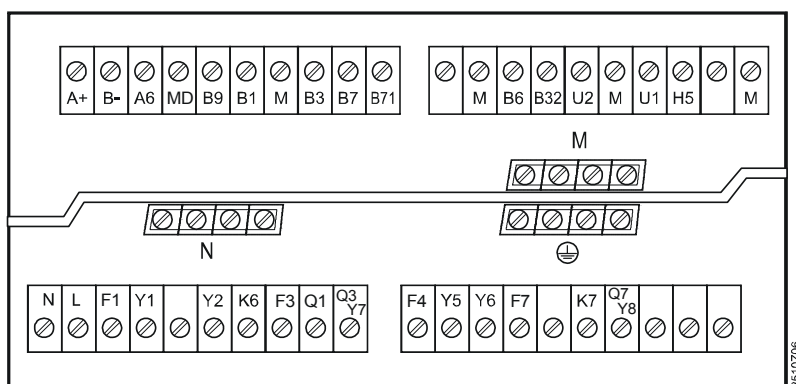 A+ B- A6 MD B9 B1 M B3 B7 B71
M B6 B32 U2 M U1 H5 M
M
N
N L F1 Y1 Y2 K6 F3 Q1 Q3 Y7
F4 Y5 Y6 F7 K7 Q7 Y8